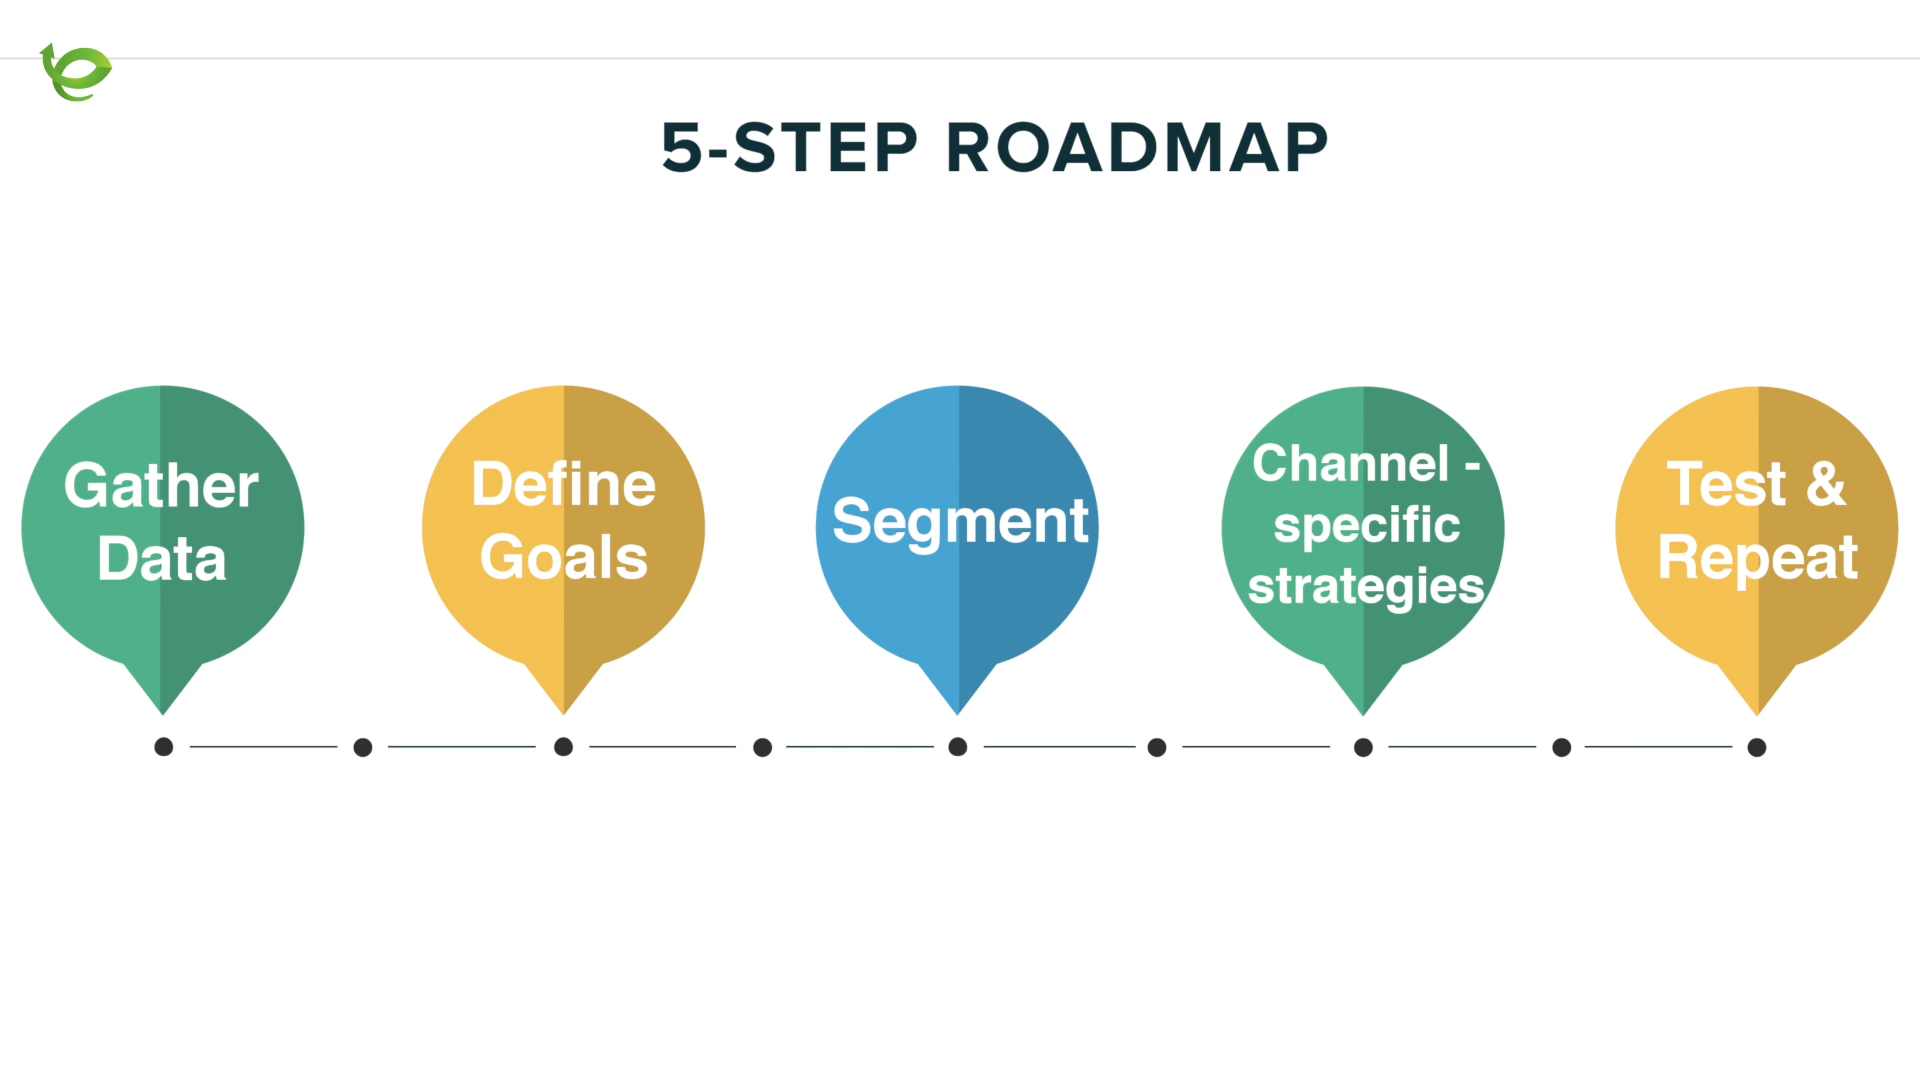 5-STEP ROADMAP
Gather
Data
Define
Goals
Segment
Channel -
specific
strategies
Test &
Repeat